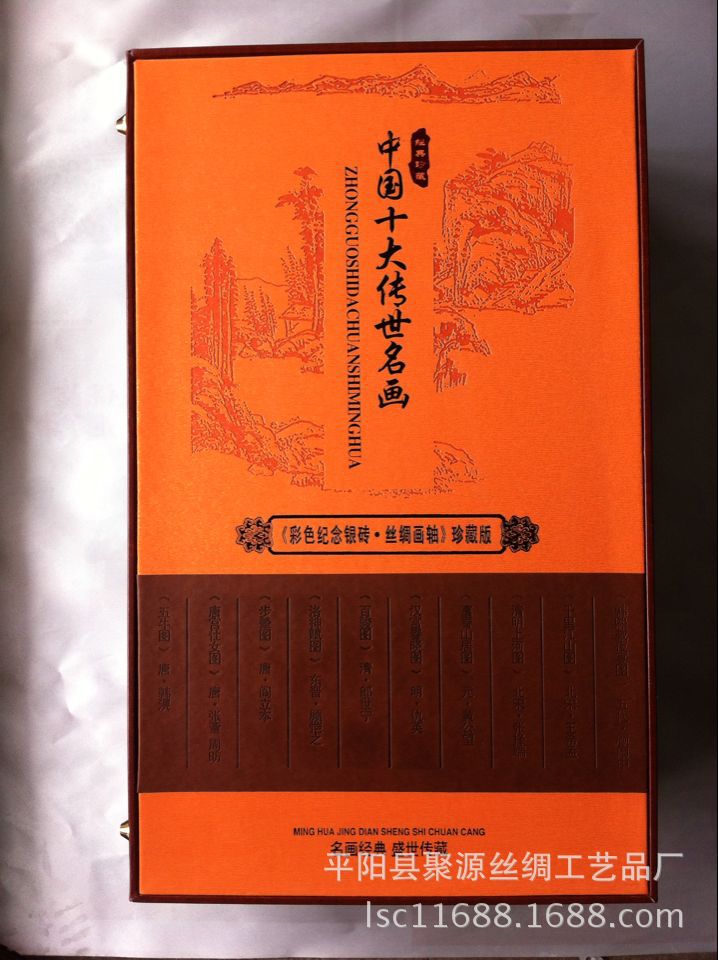 经典珍藏
中国十大传世名画
ZHONGGUOSHIDACHUANSHIMINGHUA
《彩色纪念银砖·丝绸画轴》珍藏版
《千里江山图》 北宋·王希孟
《清明上河图》 北宋·张择端
《富春山居图》 元·黄公望
《汉宫春晓图》 明·仇英
《百骏图》 清·郎世宁
《洛神赋图》 东晋·顾恺之
《步辇图》 唐·阎立本
《唐宫仕女图》 唐·张萱 周昉
《五牛图》 唐·韩滉
MING HUA JING DIAN SHENG SHI CHUAN CANG
名画经典 盛世传藏
平阳县聚源丝绸工艺品厂
lsc11688.1688.com